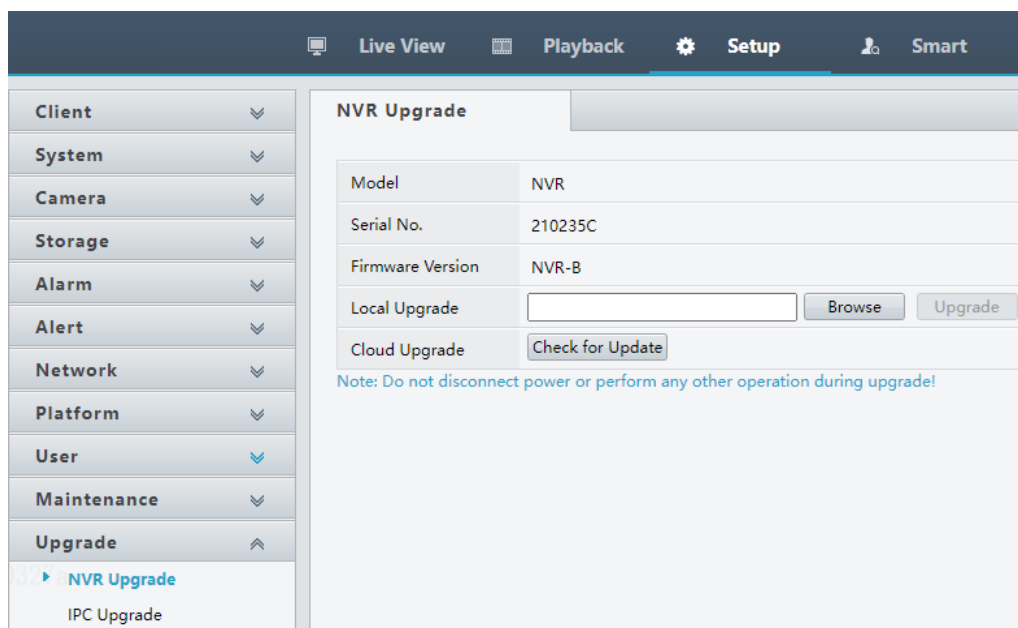 Live View Playback Setup Smart
Client
System
Camera
Storage
Alarm
Alert
Network
Platform
User
Maintenance
Upgrade
NVR Upgrade
IPC Upgrade
NVR Upgrade
Model NVR
Serial No. 210235C
Firmware Version NVR-B
Local Upgrade Browse Upgrade
Cloud Upgrade Check for Update
Note: Do not disconnect power or perform any other operation during upgrade!